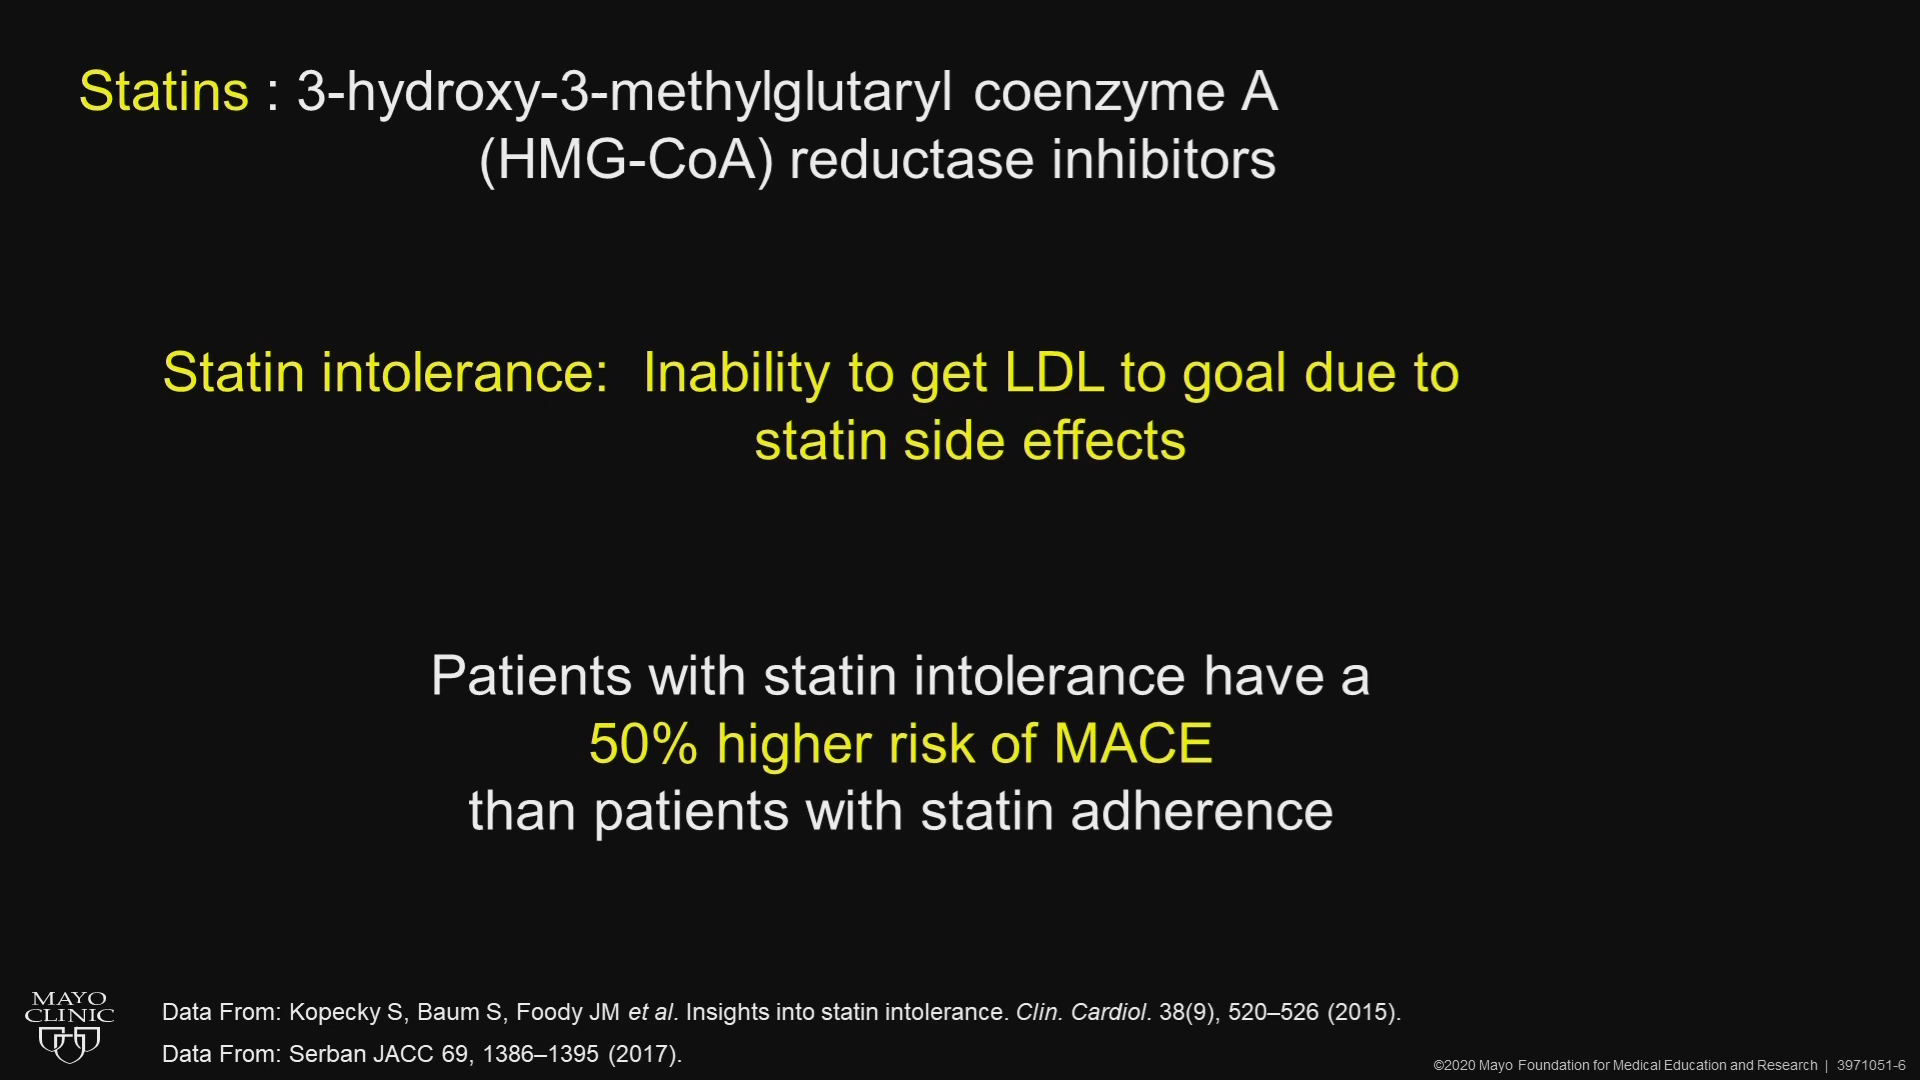 Statins : 3-hydroxy-3-methylglutaryl coenzyme A
(HMG-CoA) reductase inhibitors
Statin intolerance: Inability to get LDL to goal due to
statin side effects
Patients with statin intolerance have a
50% higher risk of MACE
than patients with statin adherence
MAYO
CLINIC
Data From: Kopecky S, Baum S, Foody JM et al. Insights into statin intolerance. Clin. Cardiol. 38(9), 520–526 (2015).
Data From: Serban JACC 69, 1386–1395 (2017).
©2020 Mayo Foundation for Medical Education and Research | 3971051-6